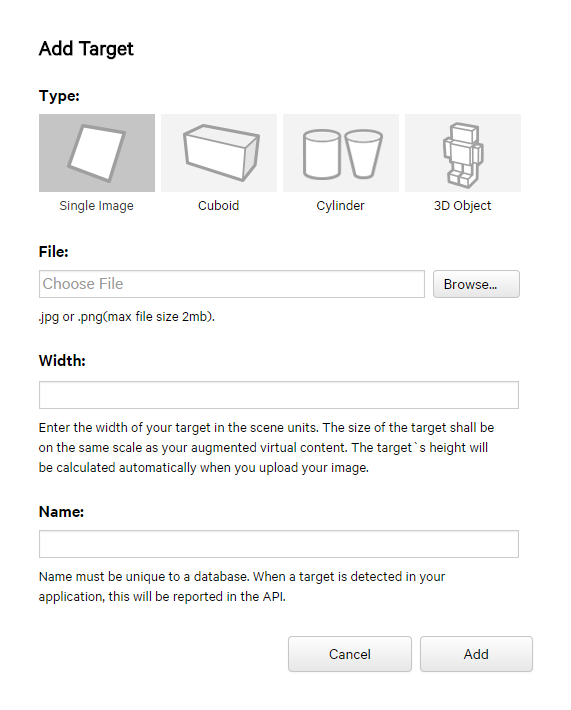 Add Target
Type:
Single Image
Cuboid
Cylinder
3D Object
File:
Choose File
Browse...
.jpg or .png(max file size 2mb).
Width:
Enter the width of your target in the scene units. The size of the target shall be
on the same scale as your augmented virtual content. The target`s height will
be calculated automatically when you upload your image.
Name:
Name must be unique to a database. When a target is detected in your
application, this will be reported in the API.
Cancel
Add